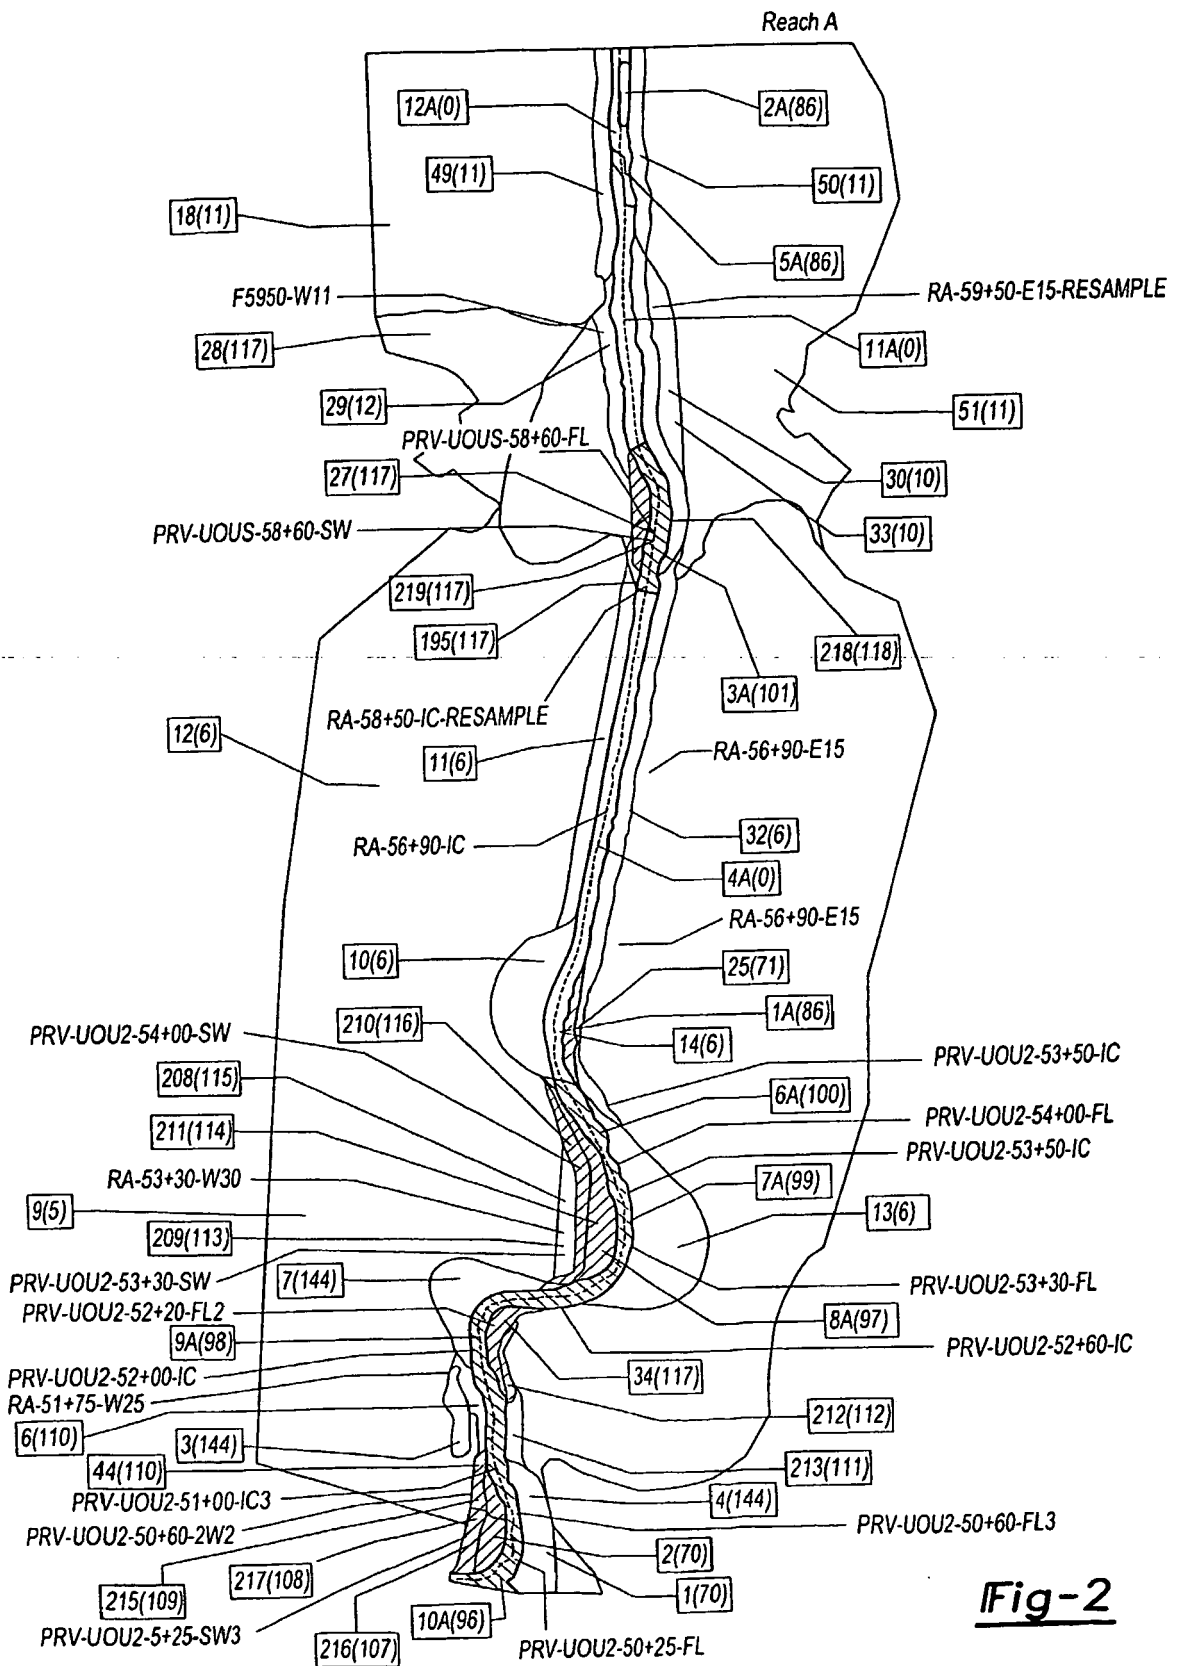 Reach A
12A(0)
2A(86)
49(11)
50(11)
18(11)
5A(86)
F5950-W11
RA-59+50-E15-RESAMPLE
28(117)
11A(0)
29(12)
51(11)
PRV-UOUS-58+60-FL
27(117)
30(10)
PRV-UOUS-58+60-SW
33(10)
219(117)
195(117)
218(118)
3A(101)
RA-58+50-IC-RESAMPLE
12(6)
11(6)
RA-56+90-E15
RA-56+90-IC
32(6)
4A(0)
RA-56+90-E15
10(6)
25(71)
210(116)
1A(86)
PRV-UOU2-54+00-SW
14(6)
PRV-UOU2-53+50-IC
208(115)
6A(100)
PRV-UOU2-54+00-FL
211(114)
PRV-UOU2-53+50-IC
RA-53+30-W30
7A(99)
9(5)
13(6)
209(113)
PRV-UOU2-53+30-SW
7(144)
PRV-UOU2-53+30-FL
PRV-UOU2-52+20-FL2
8A(97)
9A(98)
PRV-UOU2-52+60-IC
PRV-UOU2-52+00-IC
34(117)
RA-51+75-W25
212(112)
6(110)
3(144)
44(110)
213(111)
PRV-UOU2-51+00-IC3
4(144)
PRV-UOU2-50+60-2W2
PRV-UOU2-50+60-FL3
217(108)
2(70)
215(109)
1(70)
PRV-UOU2-5+25-SW3
10A(96)
216(107)
PRV-UOU2-50+25-FL
Fig-2